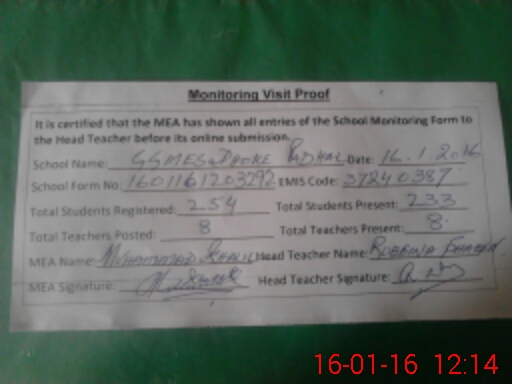 Monitoring Visit Proof
It is certified that the MEA has shown all entries of the School Monitoring Form to
the Head Teacher before its online submission.
School Name: DHOKE Date: 16.1.2016
School Form No: 1601161203292 EMIS Code: 37240387
Total Students Registered: 254 Total Students Present: 233
Total Teachers Posted: 8 Total Teachers Present: 8
MEA Name: MUHAMMAD Head Teacher Name: RUBBINA
MEA Signature: Head Teacher Signature:
16-01-16 12:14